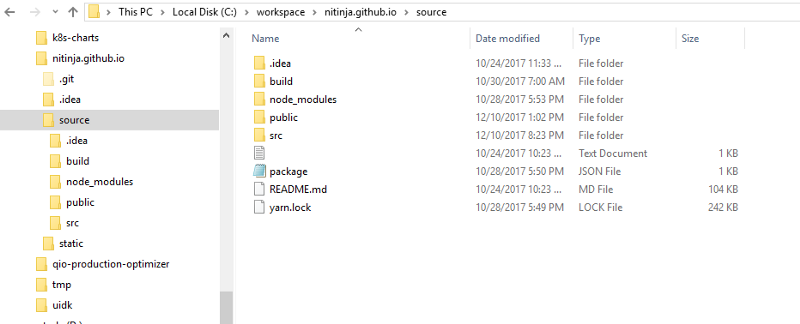 This PC > Local Disk (C:) > workspace > nitinja.github.io > source
k8s-charts
nitinja.github.io
.git
.idea
source
.idea
build
node_modules
public
src
static
qio-production-optimizer
tmp
uidk
Name Date modified Type Size
.idea 10/24/2017 11:33 ... File folder
build 10/30/2017 7:00 AM File folder
node_modules 10/28/2017 5:53 PM File folder
public 12/10/2017 1:02 PM File folder
src 12/10/2017 8:23 PM File folder
10/24/2017 10:23 ... Text Document 1 KB
package 10/28/2017 5:50 PM JSON File 1 KB
README.md 10/24/2017 10:23 ... MD File 104 KB
yarn.lock 10/28/2017 5:49 PM LOCK File 242 KB